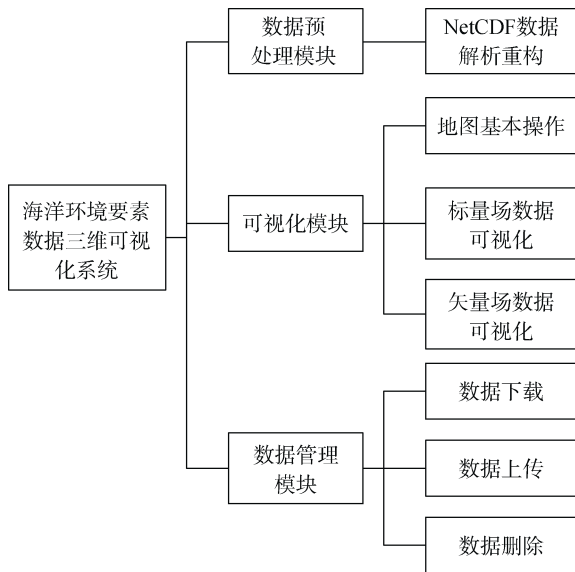 海洋环境要素
数据三维可视
化系统
数据预
处理模块
NetCDF数据
解析重构
可视化模块
地图基本操作
标量场数据
可视化
矢量场数据
可视化
数据管理
模块
数据下载
数据上传
数据删除